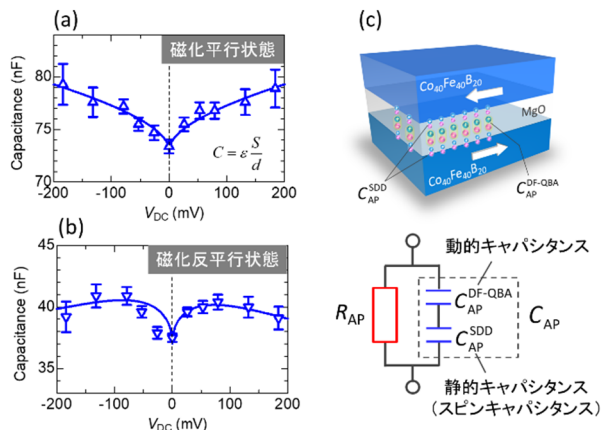 (a)
磁化平行状態
Capacitance (nF)
85
80
75
70
C = ε S/d
-200 -100 0 100 200
V_DC (mV)
(b)
磁化反平行状態
Capacitance (nF)
45
40
35
30
-200 -100 0 100 200
V_DC (mV)
(c)
Co40Fe40B20
MgO
Co40Fe40B20
C_AP^SDD
C_AP^DF-QBA
動的キャパシタンス
R_AP
C_AP^DF-QBA
C_AP^SDD
C_AP
静的キャパシタンス
(スピンキャパシタンス)